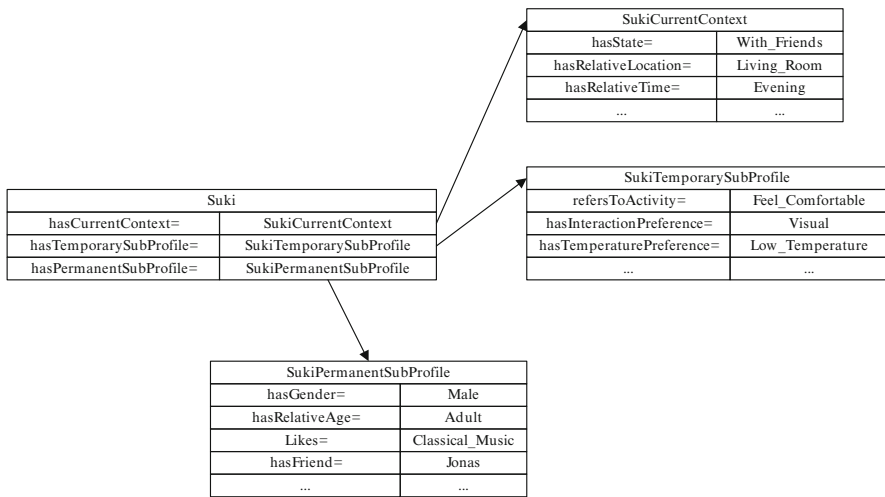 SukiCurrentContext
hasState= With_Friends
hasRelativeLocation= Living_Room
hasRelativeTime= Evening
... ...
SukiTemporarySubProfile
refersToActivity= Feel_Comfortable
hasInteractionPreference= Visual
hasTemperaturePreference= Low_Temperature
... ...
Suki
hasCurrentContext= SukiCurrentContext
hasTemporarySubProfile= SukiTemporarySubProfile
hasPermanentSubProfile= SukiPermanentSubProfile
SukiPermanentSubProfile
hasGender= Male
hasRelativeAge= Adult
Likes= Classical_Music
hasFriend= Jonas
... ...